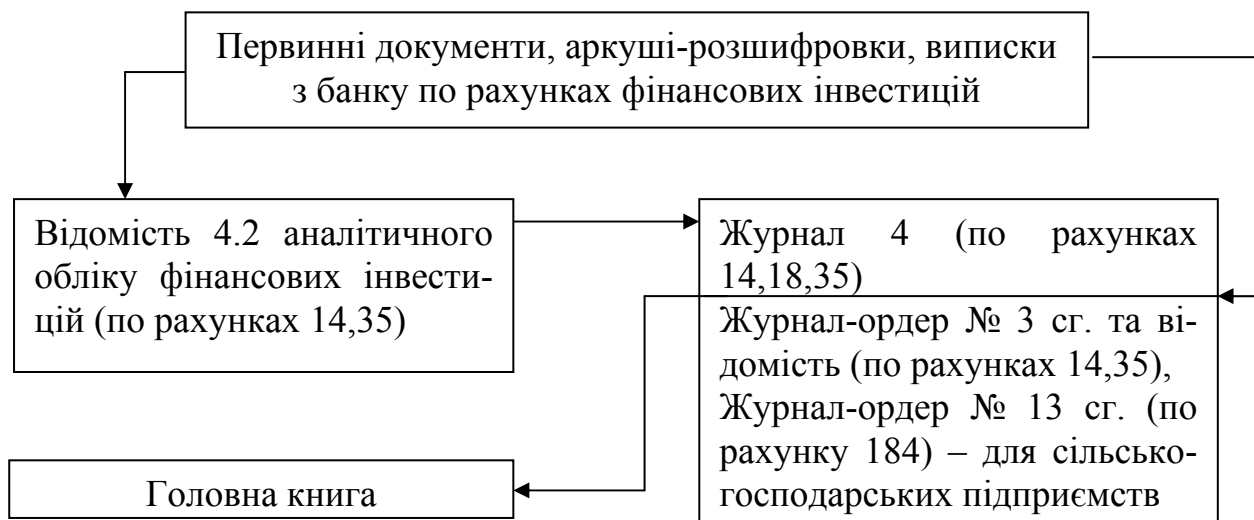 Первинні документи, аркуші-розшифровки, виписки
з банку по рахунках фінансових інвестицій
Відомість 4.2 аналітичного
обліку фінансових інвести-
цій (по рахунках 14,35)
Журнал 4 (по рахунках
14,18,35)
Журнал-ордер № 3 сг. та ві-
домість (по рахунках 14,35),
Журнал-ордер № 13 сг. (по
рахунку 184) – для сільсько-
господарських підприємств
Головна книга